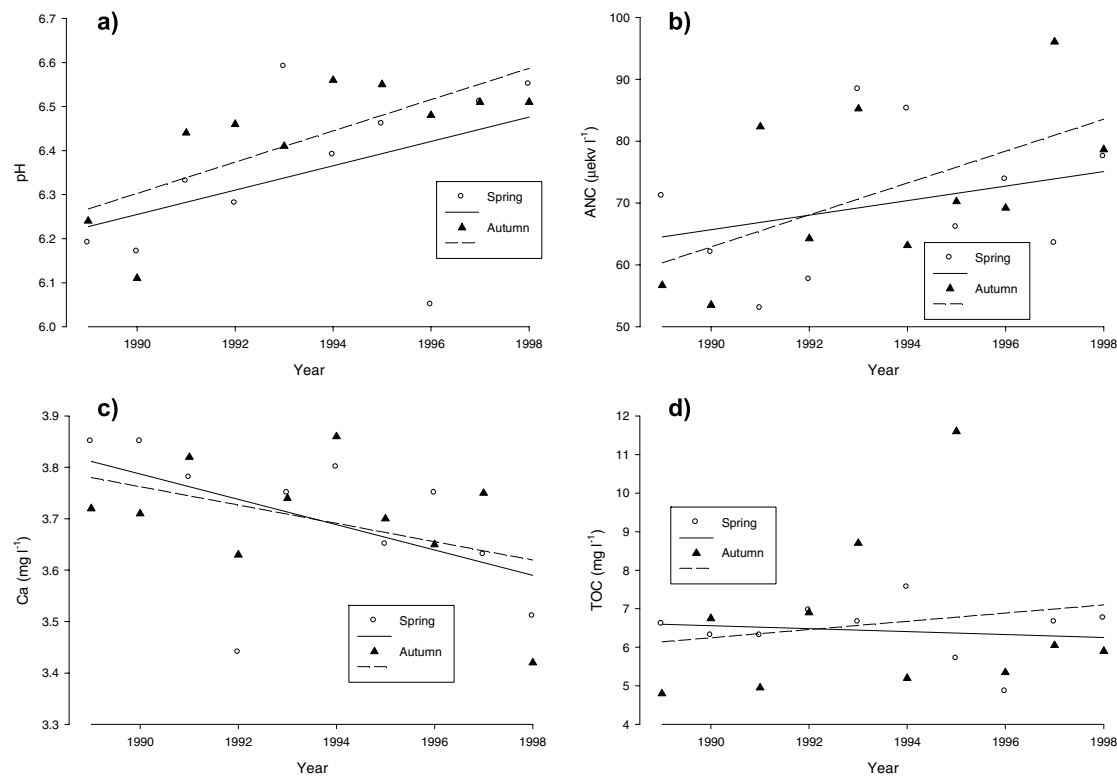 a)
6.7
6.6
6.5
6.4
6.3
6.2
6.1
6.0
pH
Spring
Autumn
1990 1992 1994 1996 1998
Year
b)
100
90
80
70
60
50
ANC (µekv l⁻¹)
Spring
Autumn
1990 1992 1994 1996 1998
Year
c)
3.9
3.8
3.7
3.6
3.5
3.4
3.3
Ca (mg l⁻¹)
Spring
Autumn
1990 1992 1994 1996 1998
Year
d)
12
11
10
9
8
7
6
5
4
TOC (mg l⁻¹)
Spring
Autumn
1990 1992 1994 1996 1998
Year